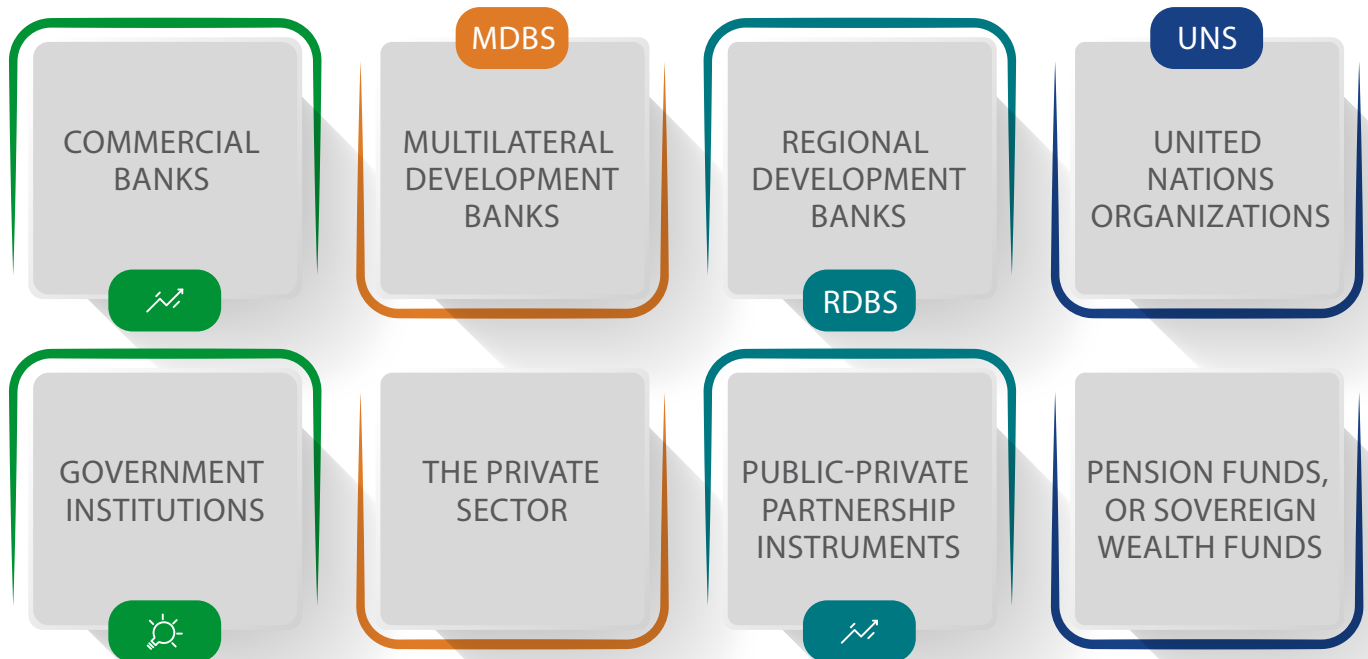 COMMERCIAL
BANKS
MDBS
MULTILATERAL
DEVELOPMENT
BANKS
REGIONAL
DEVELOPMENT
BANKS
RDBS
UNS
UNITED
NATIONS
ORGANIZATIONS
GOVERNMENT
INSTITUTIONS
THE PRIVATE
SECTOR
PUBLIC-PRIVATE
PARTNERSHIP
INSTRUMENTS
PENSION FUNDS,
OR SOVEREIGN
WEALTH FUNDS